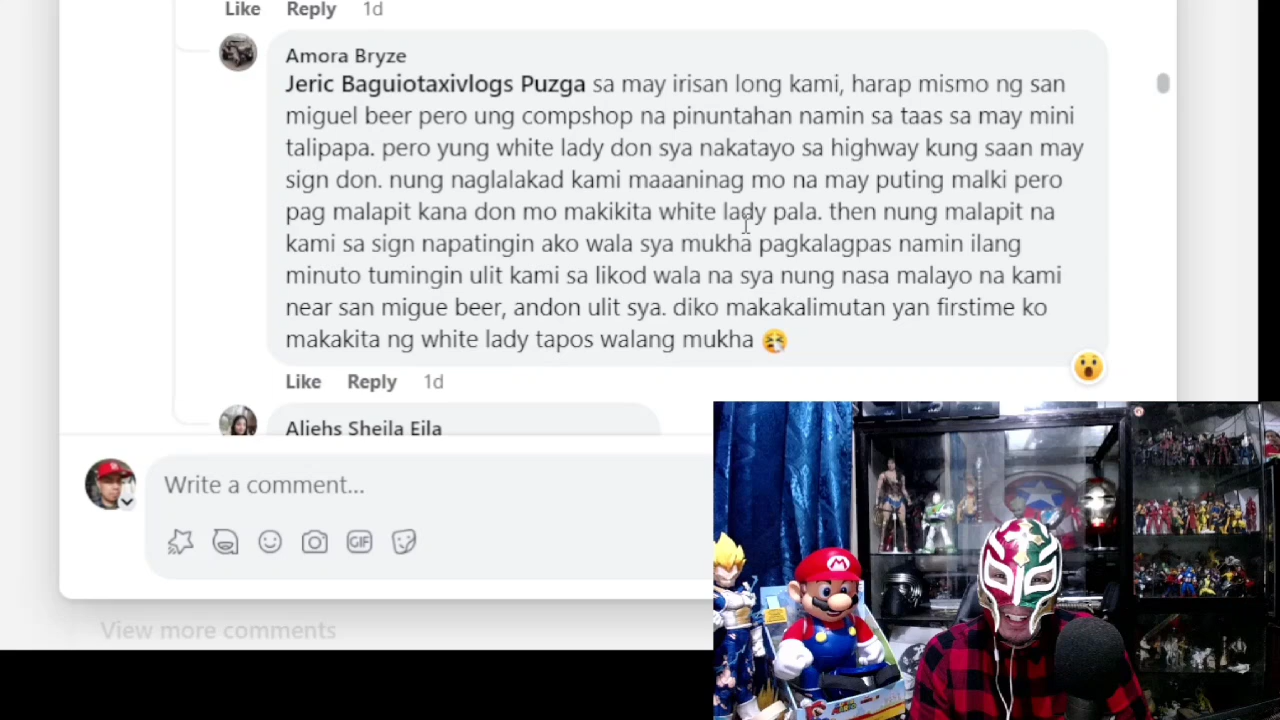 Like Reply 1d
Amora Bryze
Jeric Baguiotaxivlogs Puzga sa may irisan long kami, harap mismo ng san
miguel beer pero ung compshop na pinuntahan namin sa taas sa may mini
talipapa. pero yung white lady don sya nakatayo sa highway kung saan may
sign don. nung naglalakad kami maaaninag mo na may puting malki pero
pag malapit kana don mo makikita white lady pala. then nung malapit na
kami sa sign napatingin ako wala sya mukha pagkalagpas namin ilang
minuto tumingin ulit kami sa likod wala na sya nung nasa malayo na kami
near san migue beer, andon ulit sya. diko makakalimutan yan firstime ko
makakita ng white lady tapos walang mukha
Like Reply 1d
Aliehs Sheila Eila
Write a comment...
GIF
View more comments